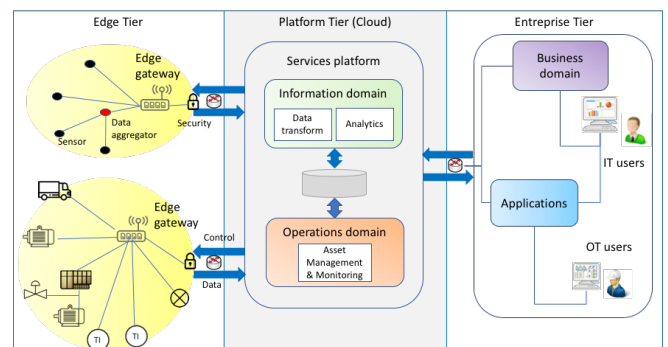 Edge Tier
Platform Tier (Cloud)
Entreprise Tier
Edge
gateway
Security
Sensor
Data
aggregator
Services platform
Information domain
Data
transform
Analytics
Business
domain
IT users
Applications
Edge
gateway
Control
Data
TI
TI
Operations domain
Asset
Management
& Monitoring
OT users